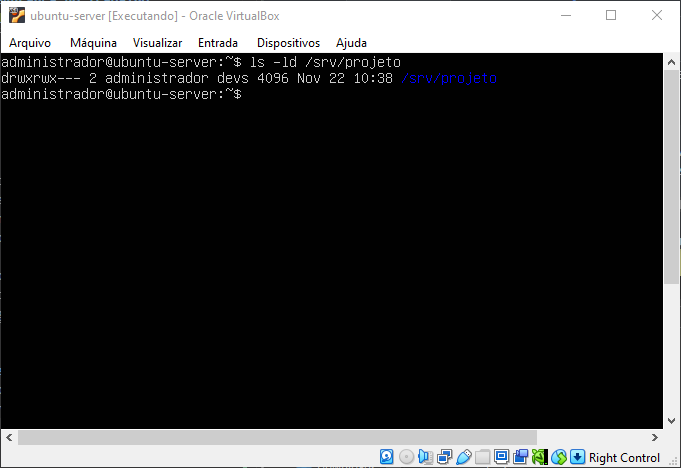 ubuntu-server [Executando] - Oracle VirtualBox
Arquivo Máquina Visualizar Entrada Dispositivos Ajuda
administrador@ubuntu-server:~$ ls -ld /srv/projeto
drwxrwx--- 2 administrador devs 4096 Nov 22 10:38 /srv/projeto
administrador@ubuntu-server:~$
Right Control